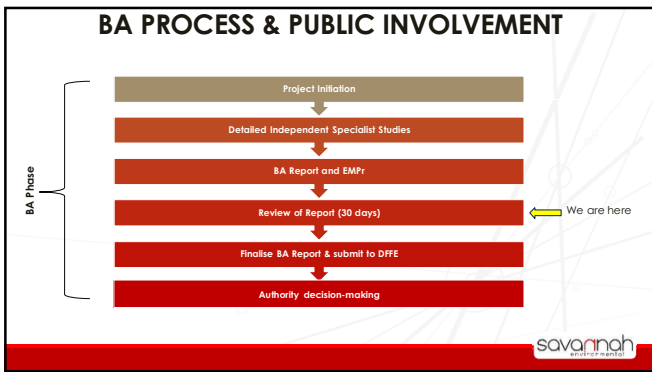 BA PROCESS & PUBLIC INVOLVEMENT
Project Initiation
Detailed Independent Specialist Studies
BA Report and EMPr
BA Phase
Review of Report (30 days)
We are here
Finalise BA Report & submit to DFFE
Authority decision-making
savannah
environmental